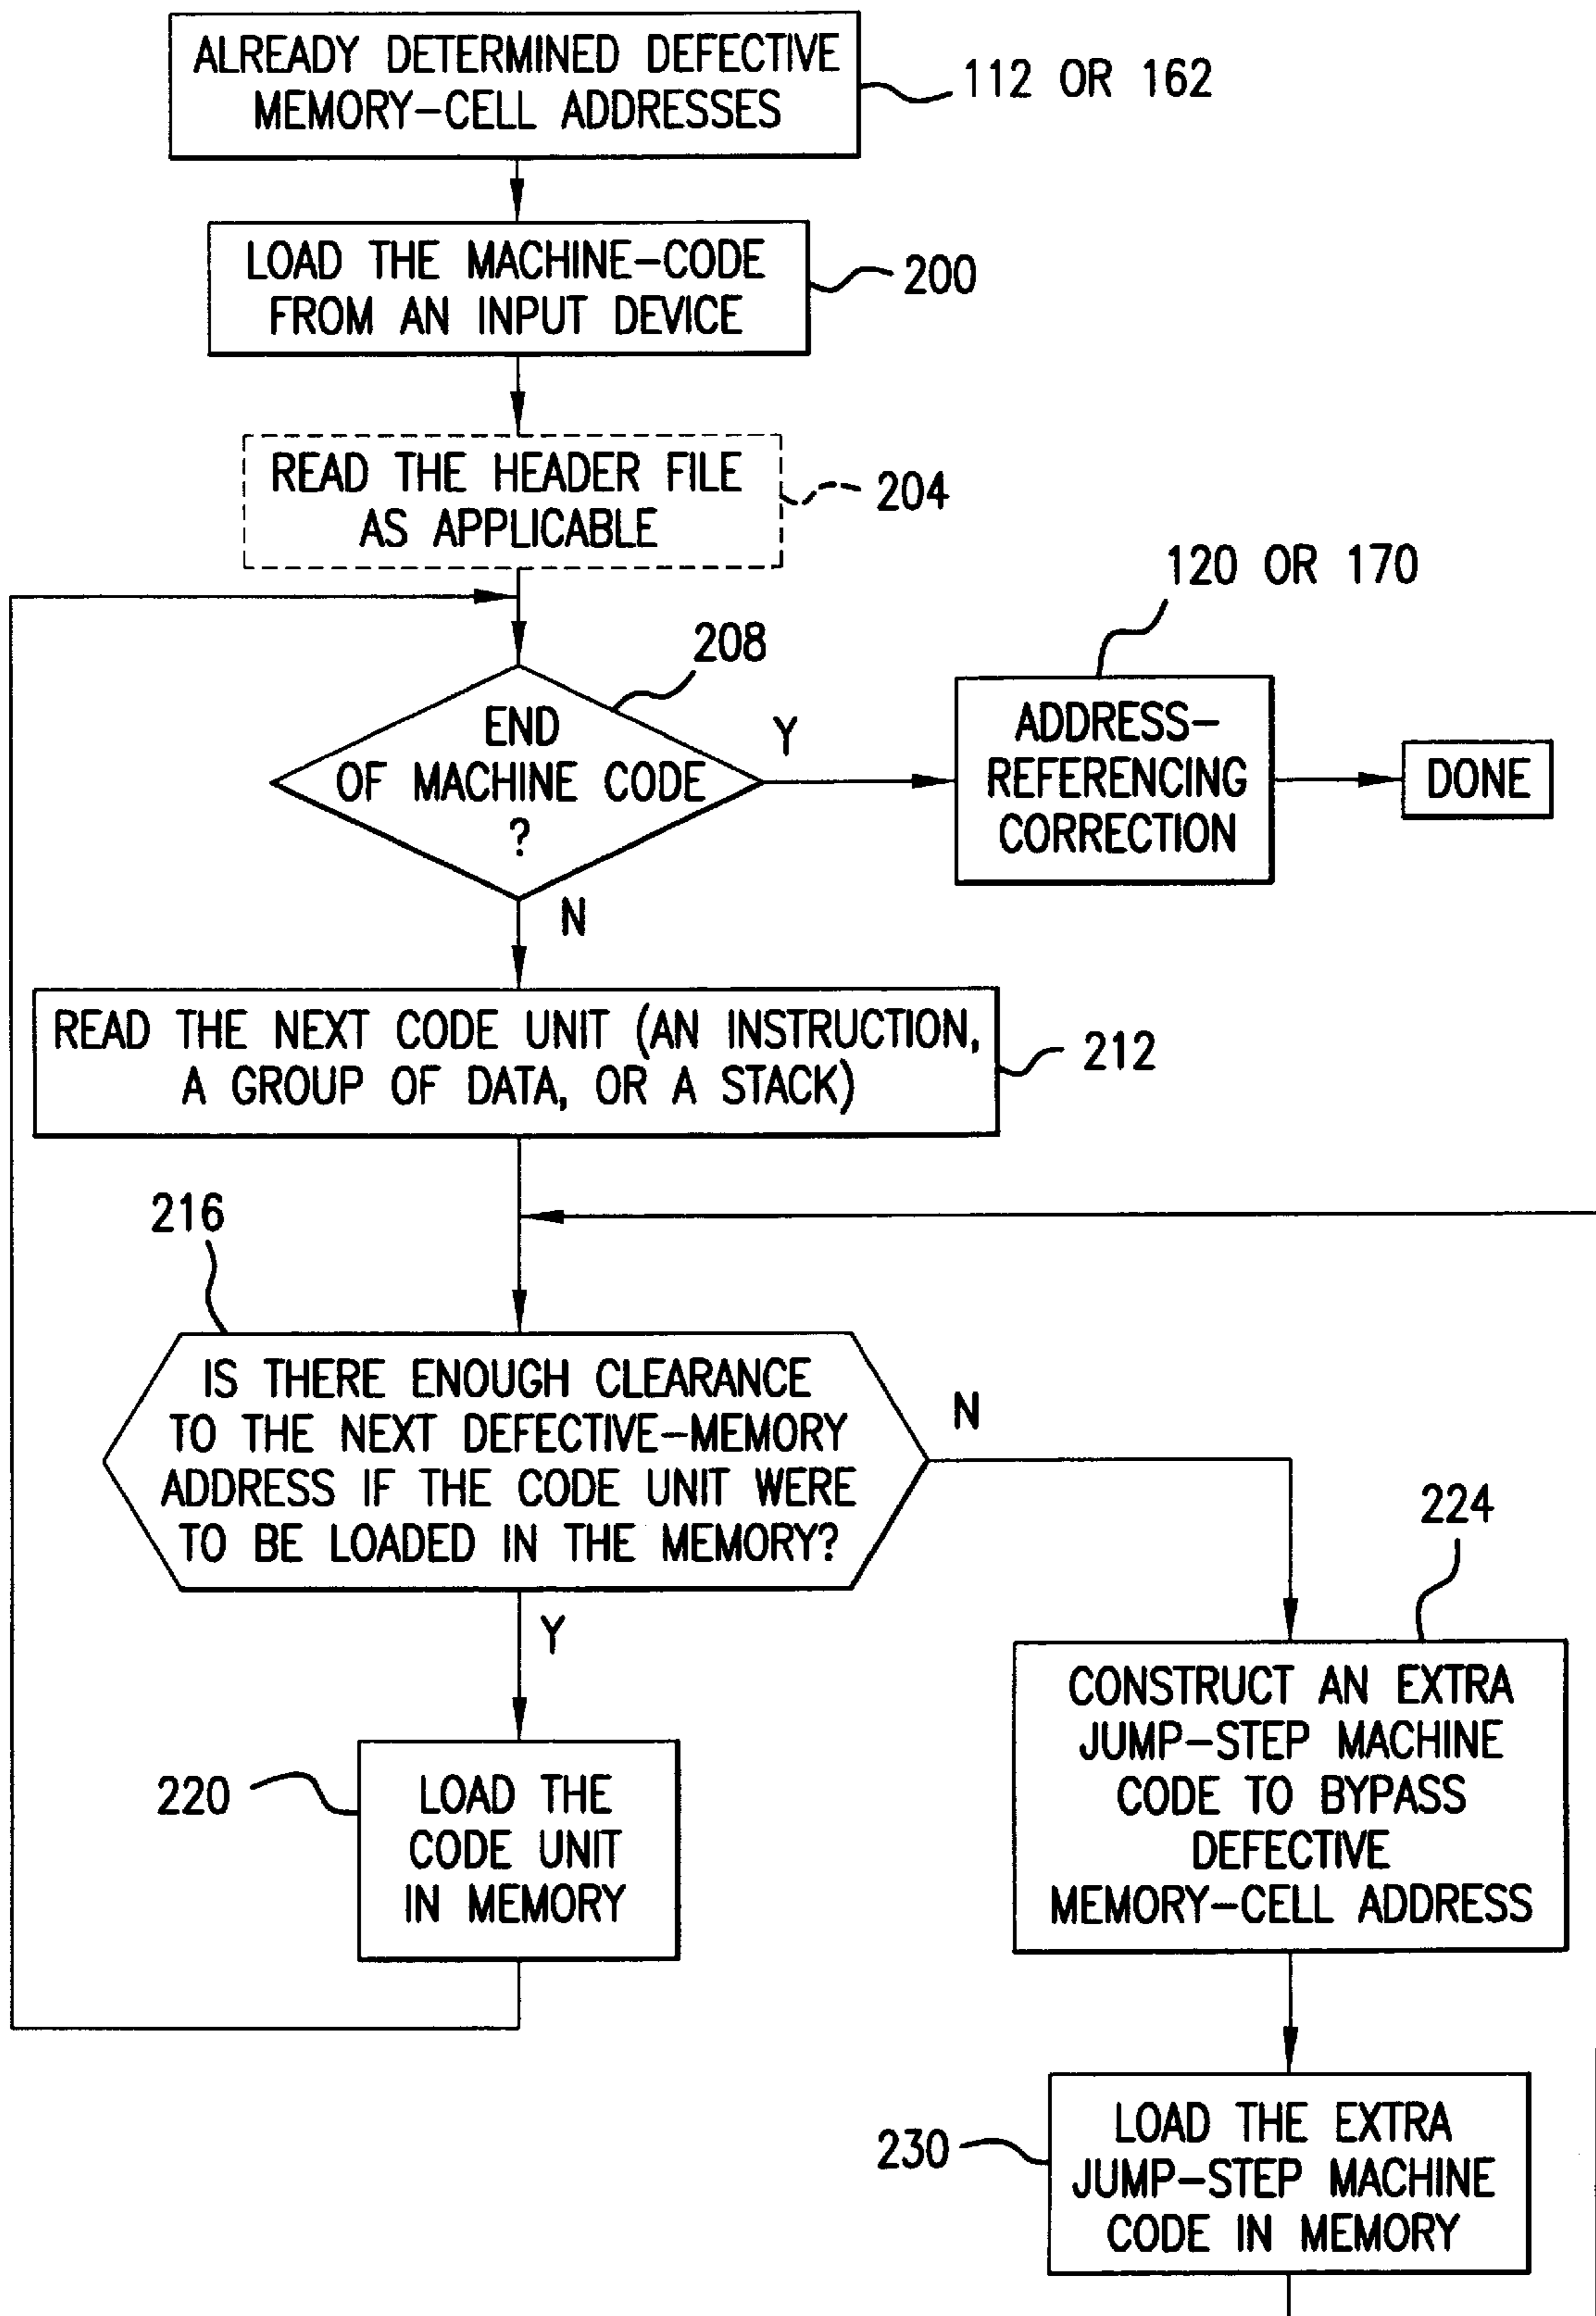 ALREADY DETERMINED DEFECTIVE
MEMORY-CELL ADDRESSES
112 OR 162
LOAD THE MACHINE-CODE
FROM AN INPUT DEVICE
200
READ THE HEADER FILE
AS APPLICABLE
204
120 OR 170
208
END
OF MACHINE CODE
?
Y
ADDRESS-
REFERENCING
CORRECTION
DONE
N
READ THE NEXT CODE UNIT (AN INSTRUCTION,
A GROUP OF DATA, OR A STACK)
212
216
IS THERE ENOUGH CLEARANCE
TO THE NEXT DEFECTIVE-MEMORY
ADDRESS IF THE CODE UNIT WERE
TO BE LOADED IN THE MEMORY?
N
224
Y
220
LOAD THE
CODE UNIT
IN MEMORY
CONSTRUCT AN EXTRA
JUMP-STEP MACHINE
CODE TO BYPASS
DEFECTIVE
MEMORY-CELL ADDRESS
230
LOAD THE EXTRA
JUMP-STEP MACHINE
CODE IN MEMORY